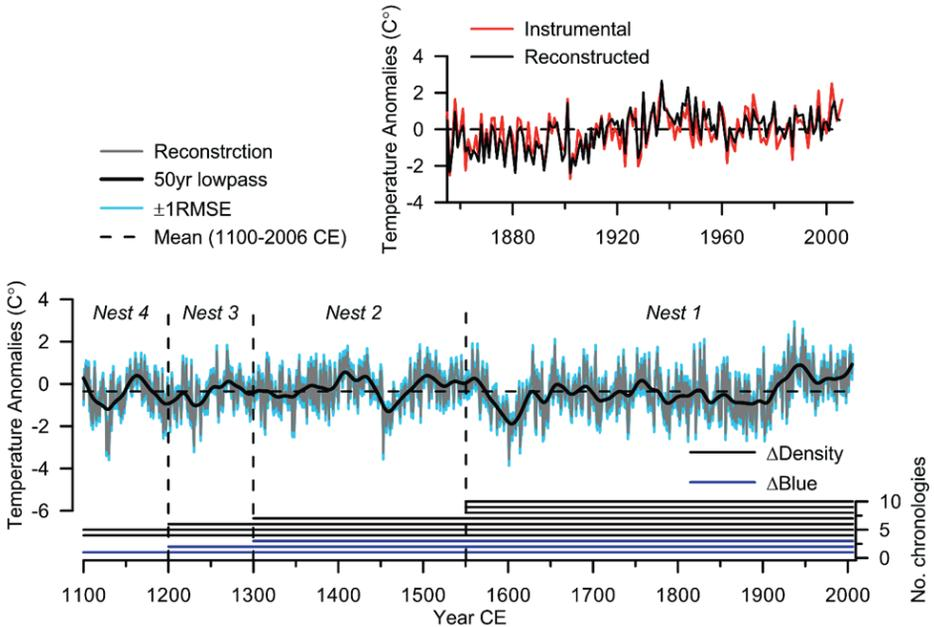 Temperature Anomalies (C°)
Instrumental
Reconstructed
4
2
0
-2
-4
1880 1920 1960 2000
Reconstrction
50yr lowpass
±1RMSE
Mean (1100-2006 CE)
Temperature Anomalies (C°)
4
2
0
-2
-4
-6
Nest 4 Nest 3 Nest 2 Nest 1
ΔDensity
ΔBlue
10
5
0
No. chronologies
1100 1200 1300 1400 1500 1600 1700 1800 1900 2000
Year CE